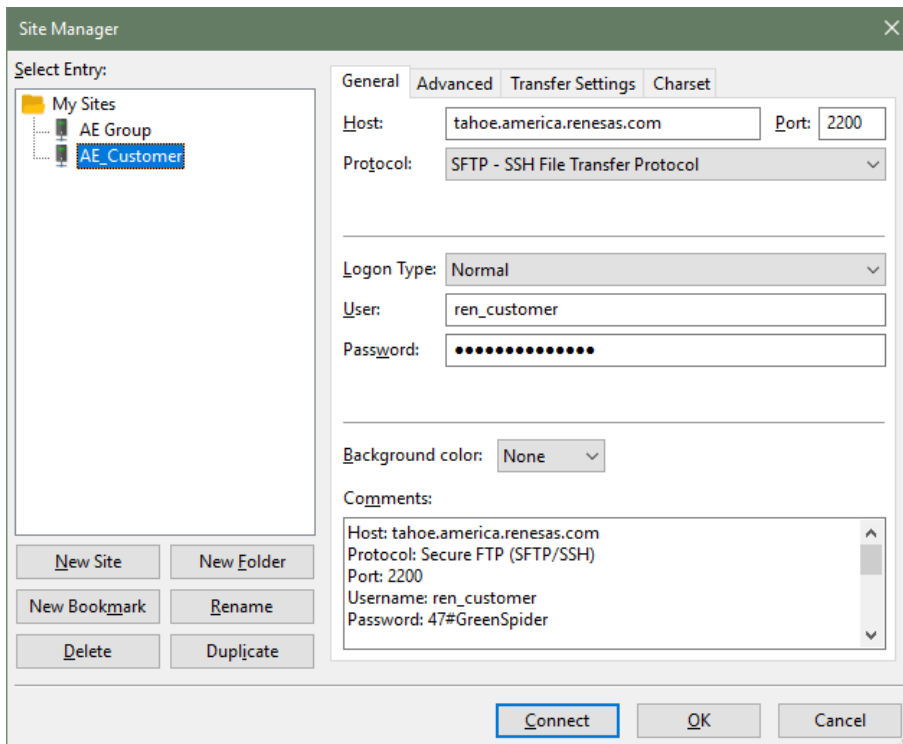 Site Manager
Select Entry:
My Sites
AE Group
AE_Customer
New Site
New Folder
New Bookmark
Rename
Delete
Duplicate
General Advanced Transfer Settings Charset
Host: tahoe.america.renesas.com Port: 2200
Protocol: SFTP - SSH File Transfer Protocol
Logon Type: Normal
User: ren_customer
Password: ●●●●●●●●●●●●●●
Background color: None
Comments:
Host: tahoe.america.renesas.com
Protocol: Secure FTP (SFTP/SSH)
Port: 2200
Username: ren_customer
Password: 47#GreenSpider
Connect OK Cancel